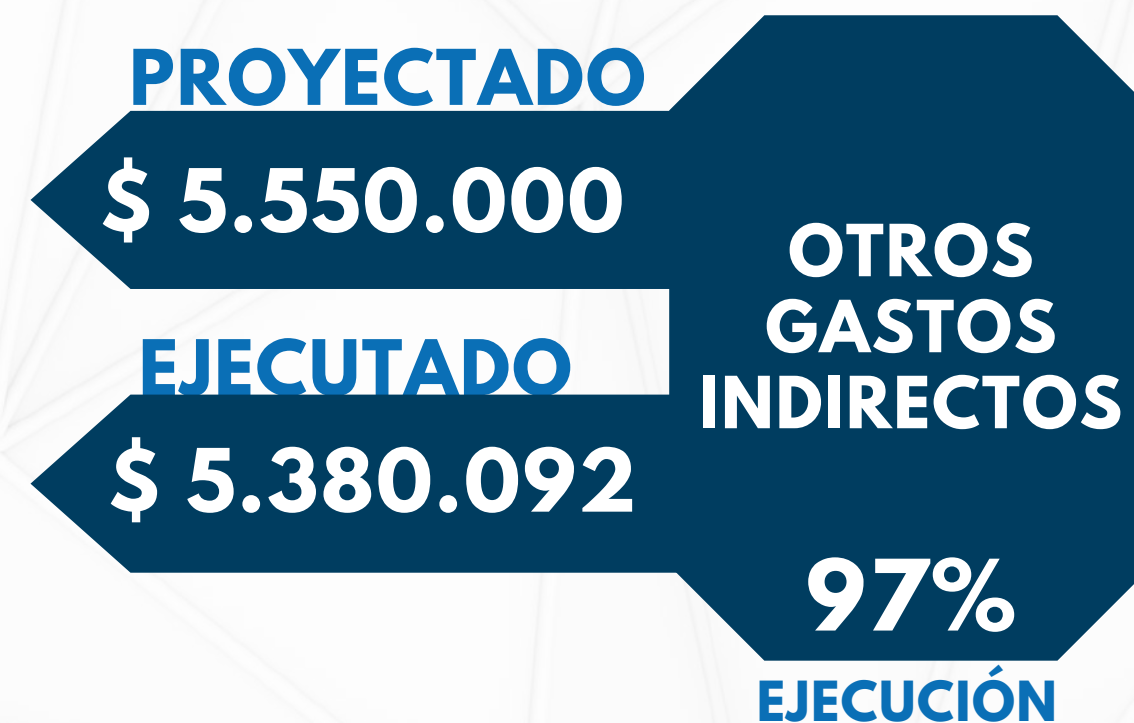 PROYECTADO
$ 5.550.000
EJECUTADO
$ 5.380.092
OTROS
GASTOS
INDIRECTOS
97%
EJECUCIÓN